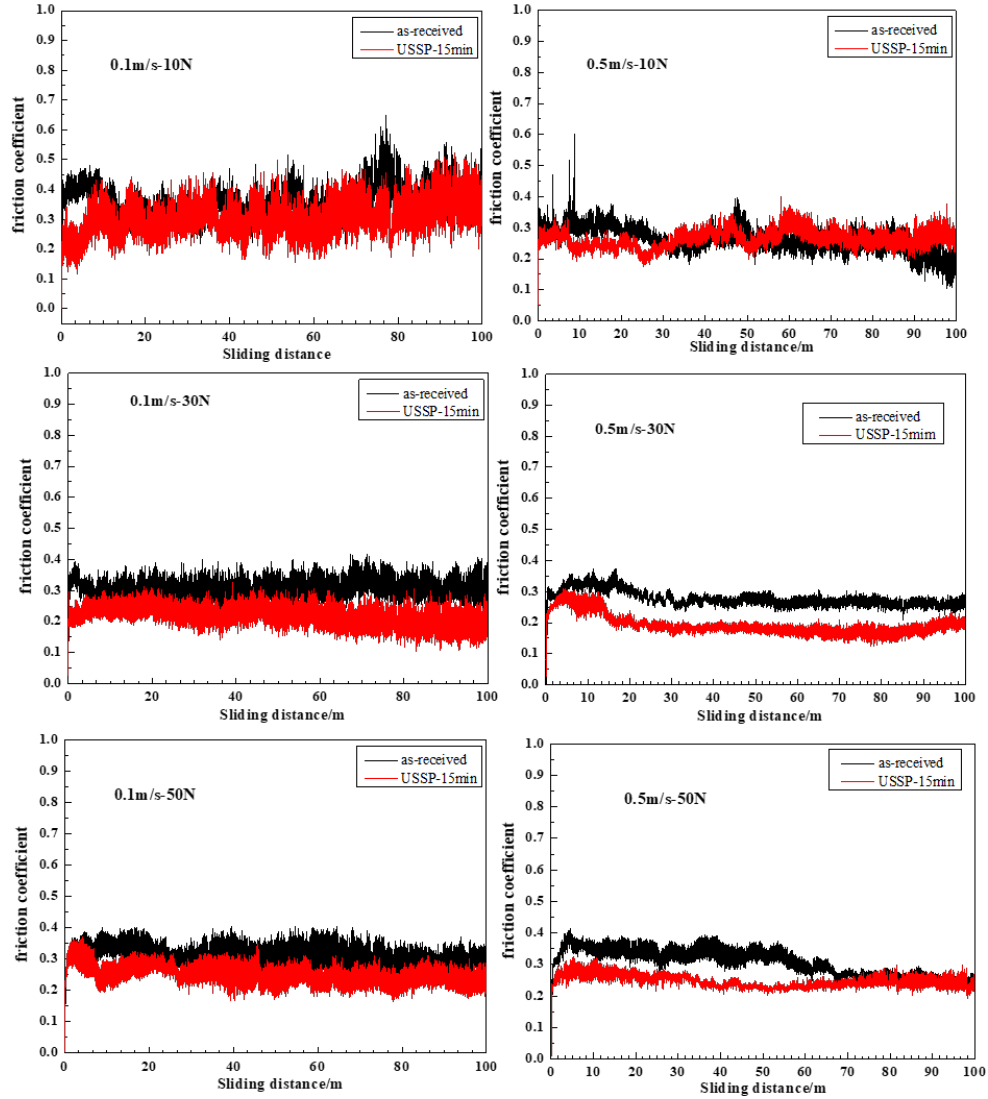 as-received
USSP-15min
0.1m/s-10N
friction coefficient
1.0
0.9
0.8
0.7
0.6
0.5
0.4
0.3
0.2
0.1
0.0
0 20 40 60 80 100
Sliding distance
as-received
USSP-15min
0.5m/s-10N
friction coefficient
1.0
0.9
0.8
0.7
0.6
0.5
0.4
0.3
0.2
0.1
0.0
0 10 20 30 40 50 60 70 80 90 100
Sliding distance/m
as-received
USSP-15min
0.1m/s-30N
friction coefficient
1.0
0.9
0.8
0.7
0.6
0.5
0.4
0.3
0.2
0.1
0.0
0 20 40 60 80 100
Sliding distance/m
as-received
USSP-15mim
0.5m/s-30N
friction coefficient
1.0
0.9
0.8
0.7
0.6
0.5
0.4
0.3
0.2
0.1
0.0
0 10 20 30 40 50 60 70 80 90 100
Sliding distance/m
as-received
USSP-15min
0.1m/s-50N
friction coefficient
1.0
0.9
0.8
0.7
0.6
0.5
0.4
0.3
0.2
0.1
0.0
0 20 40 60 80 100
Sliding distance/m
as-received
USSP-15min
0.5m/s-50N
friction coefficient
1.0
0.9
0.8
0.7
0.6
0.5
0.4
0.3
0.2
0.1
0.0
0 10 20 30 40 50 60 70 80 90 100
Sliding distance/m